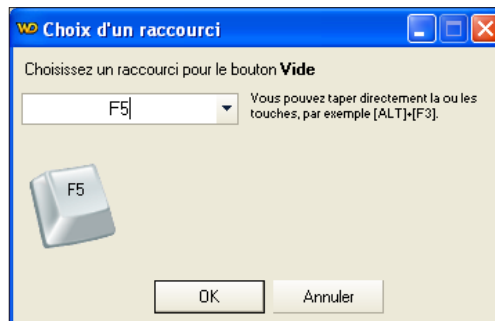 WD Choix d'un raccourci
Choisissez un raccourci pour le bouton Vide
F5
Vous pouvez taper directement la ou les
touches, par exemple [ALT]+[F3].
F5
OK Annuler